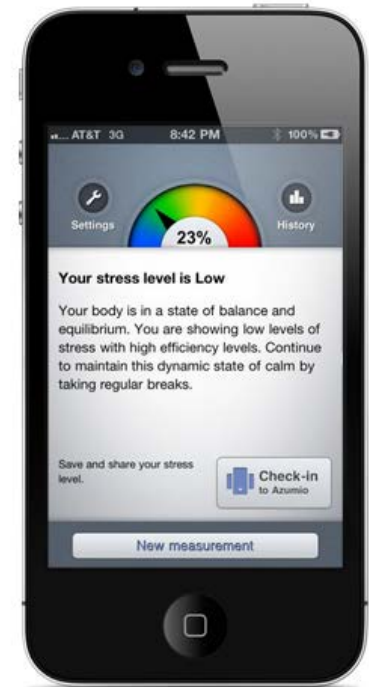 AT&T 3G 8:42 PM 100%
Settings
History
23%
Your stress level is Low
Your body is in a state of balance and
equilibrium. You are showing low levels of
stress with high efficiency levels. Continue
to maintain this dynamic state of calm by
taking regular breaks.
Save and share your stress
level.
Check-in
to Azumio
New measurement